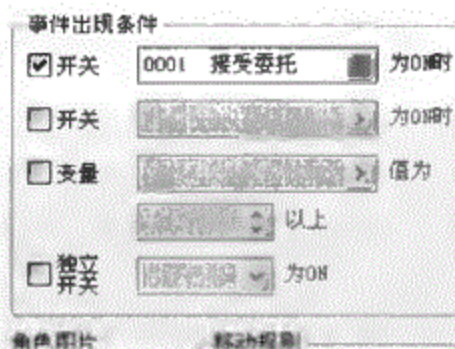 事件出现条件
开关 0001 接受委托 为ON时
开关 为ON时
变量 值为
以上
独立
开关 为ON
角色图片 移动规则